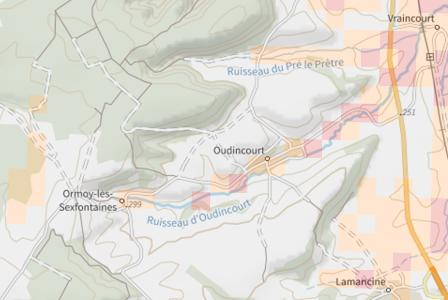 Vraincourt
Ruisseau du Pré le Prêtre
251
Oudincourt
Ormoy-lès-
Sexfontaines
299
Ruisseau d'Oudincourt
Lamancine